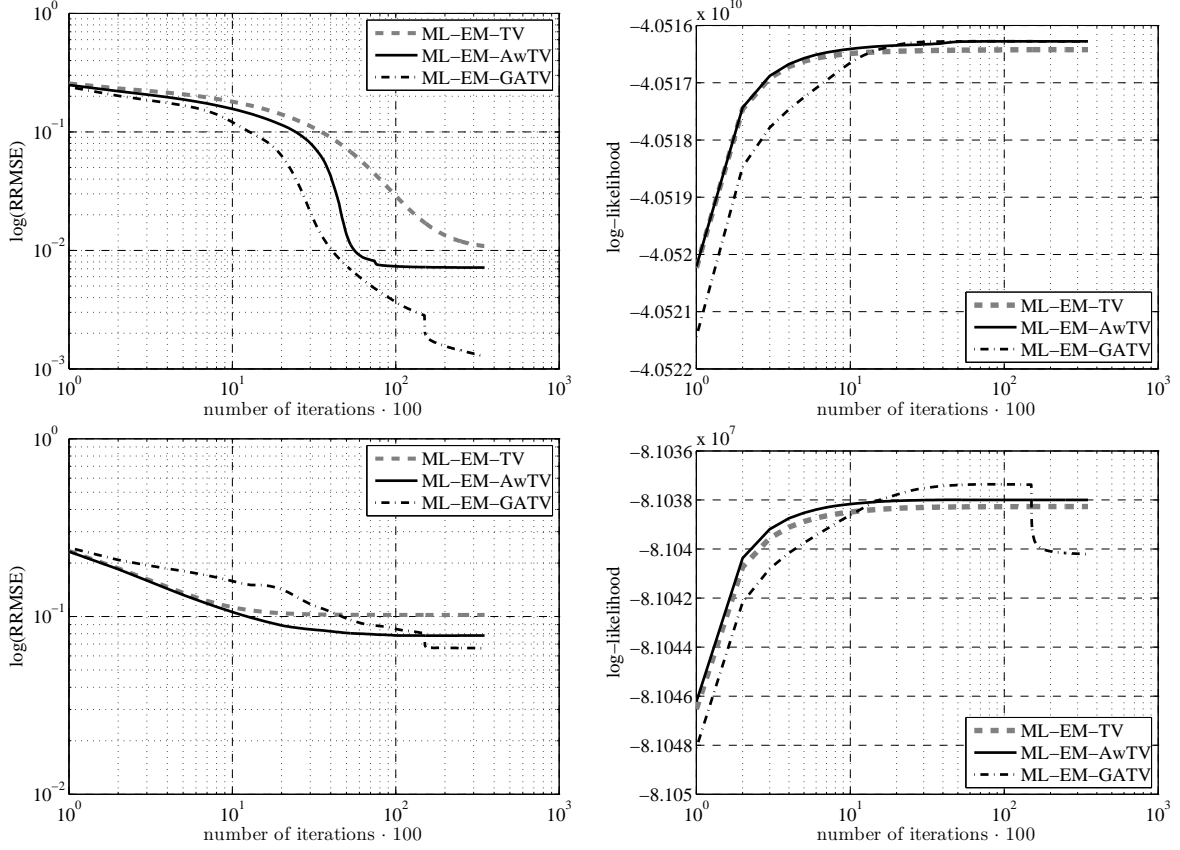 10^0
10^-1
10^-2
10^-3
log(RRMSE)
ML-EM-TV
ML-EM-AwTV
ML-EM-GATV
10^0
10^1
10^2
10^3
number of iterations · 100
x 10^10
-4.0516
-4.0517
-4.0518
-4.0519
-4.052
-4.0521
-4.0522
log-likelihood
ML-EM-TV
ML-EM-AwTV
ML-EM-GATV
10^0
10^1
10^2
10^3
number of iterations · 100
10^0
10^-1
10^-2
log(RRMSE)
ML-EM-TV
ML-EM-AwTV
ML-EM-GATV
10^0
10^1
10^2
10^3
number of iterations · 100
x 10^7
-8.1036
-8.1038
-8.104
-8.1042
-8.1044
-8.1046
-8.1048
-8.105
log-likelihood
ML-EM-TV
ML-EM-AwTV
ML-EM-GATV
10^0
10^1
10^2
10^3
number of iterations · 100